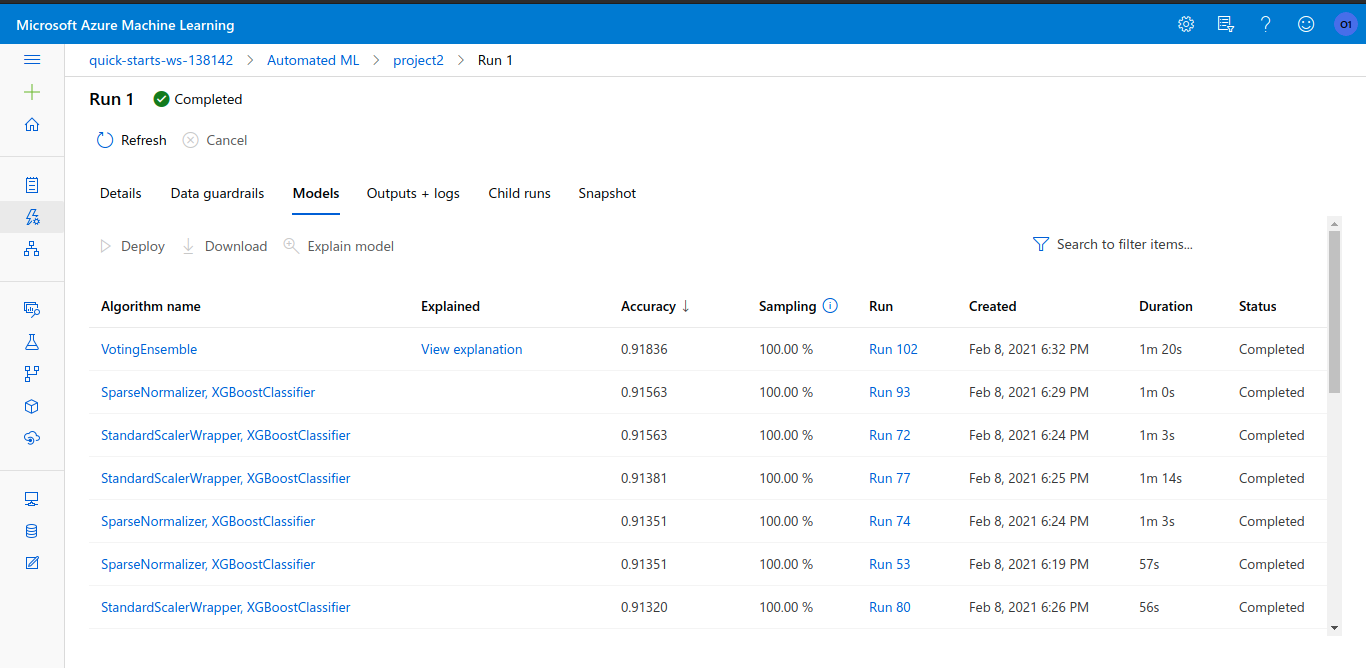 Microsoft Azure Machine Learning
O1
quick-starts-ws-138142 > Automated ML > project2 > Run 1
Run 1 Completed
Refresh Cancel
Details Data guardrails Models Outputs + logs Child runs Snapshot
Deploy Download Explain model Search to filter items...
Algorithm name Explained Accuracy ↓ Sampling Run Created Duration Status
VotingEnsemble View explanation 0.91836 100.00 % Run 102 Feb 8, 2021 6:32 PM 1m 20s Completed
SparseNormalizer, XGBoostClassifier 0.91563 100.00 % Run 93 Feb 8, 2021 6:29 PM 1m 0s Completed
StandardScalerWrapper, XGBoostClassifier 0.91563 100.00 % Run 72 Feb 8, 2021 6:24 PM 1m 3s Completed
StandardScalerWrapper, XGBoostClassifier 0.91381 100.00 % Run 77 Feb 8, 2021 6:25 PM 1m 14s Completed
SparseNormalizer, XGBoostClassifier 0.91351 100.00 % Run 74 Feb 8, 2021 6:24 PM 1m 3s Completed
SparseNormalizer, XGBoostClassifier 0.91351 100.00 % Run 53 Feb 8, 2021 6:19 PM 57s Completed
StandardScalerWrapper, XGBoostClassifier 0.91320 100.00 % Run 80 Feb 8, 2021 6:26 PM 56s Completed